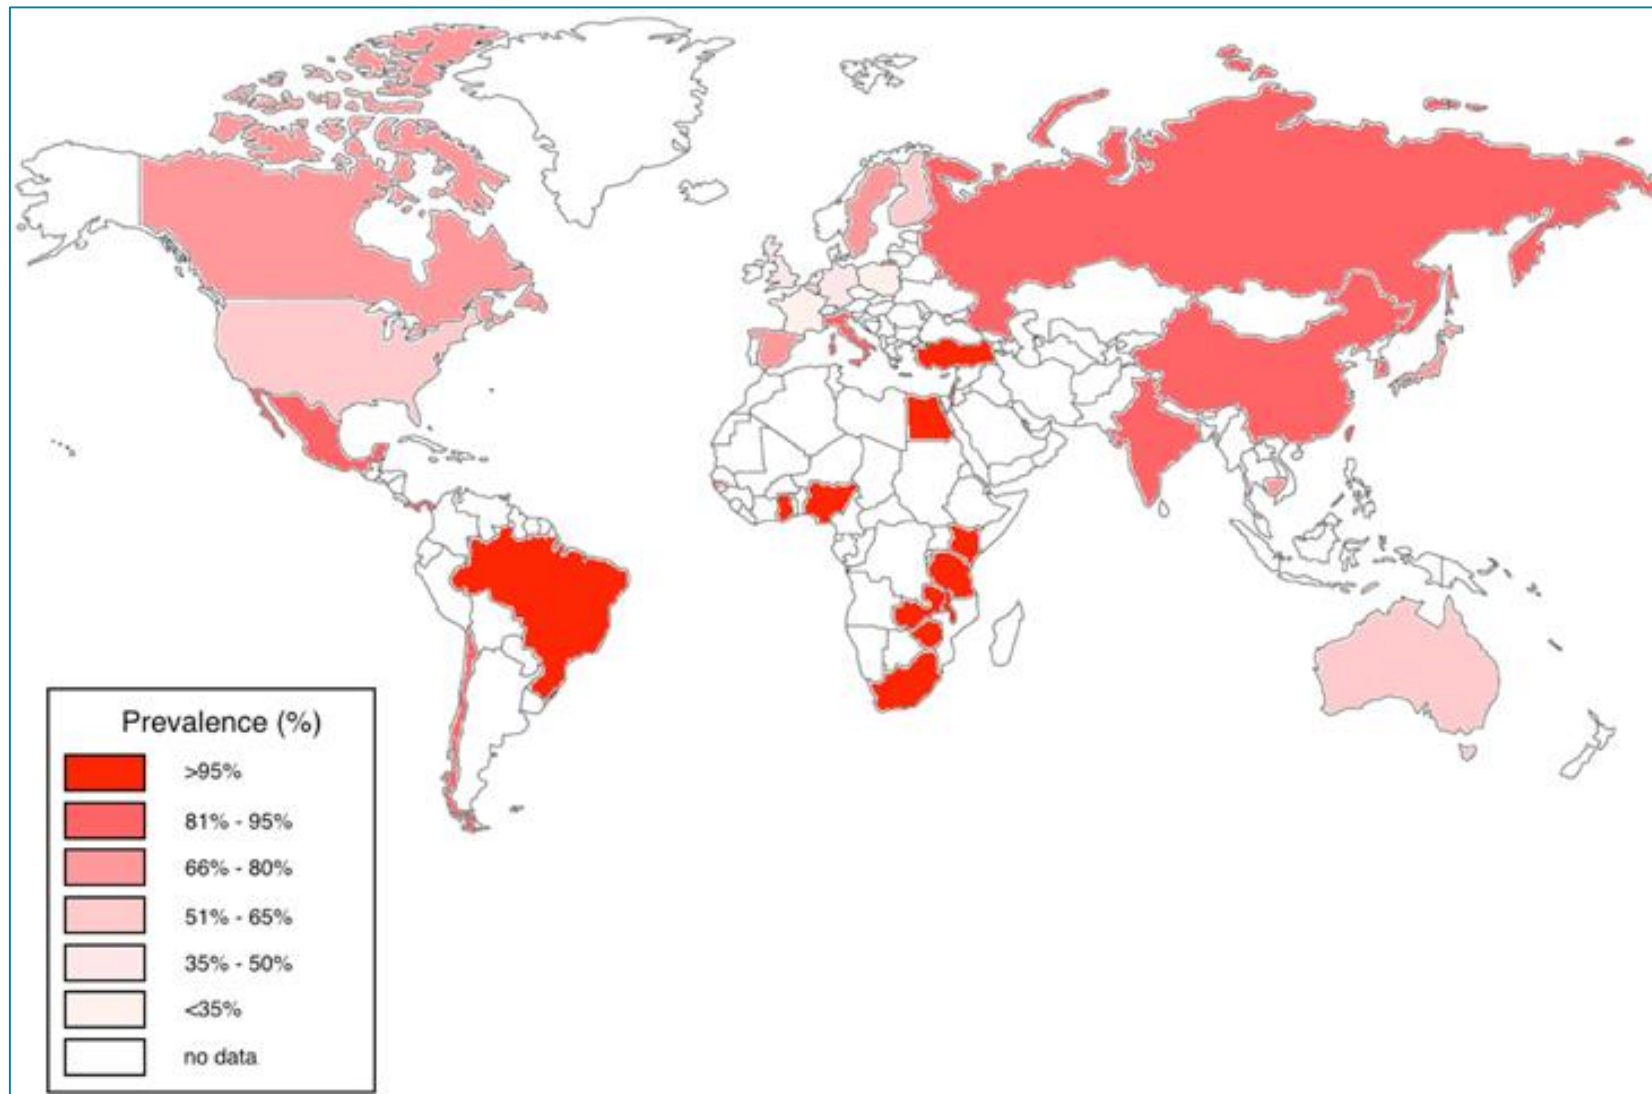 Prevalence (%)
>95%
81% - 95%
66% - 80%
51% - 65%
35% - 50%
<35%
no data